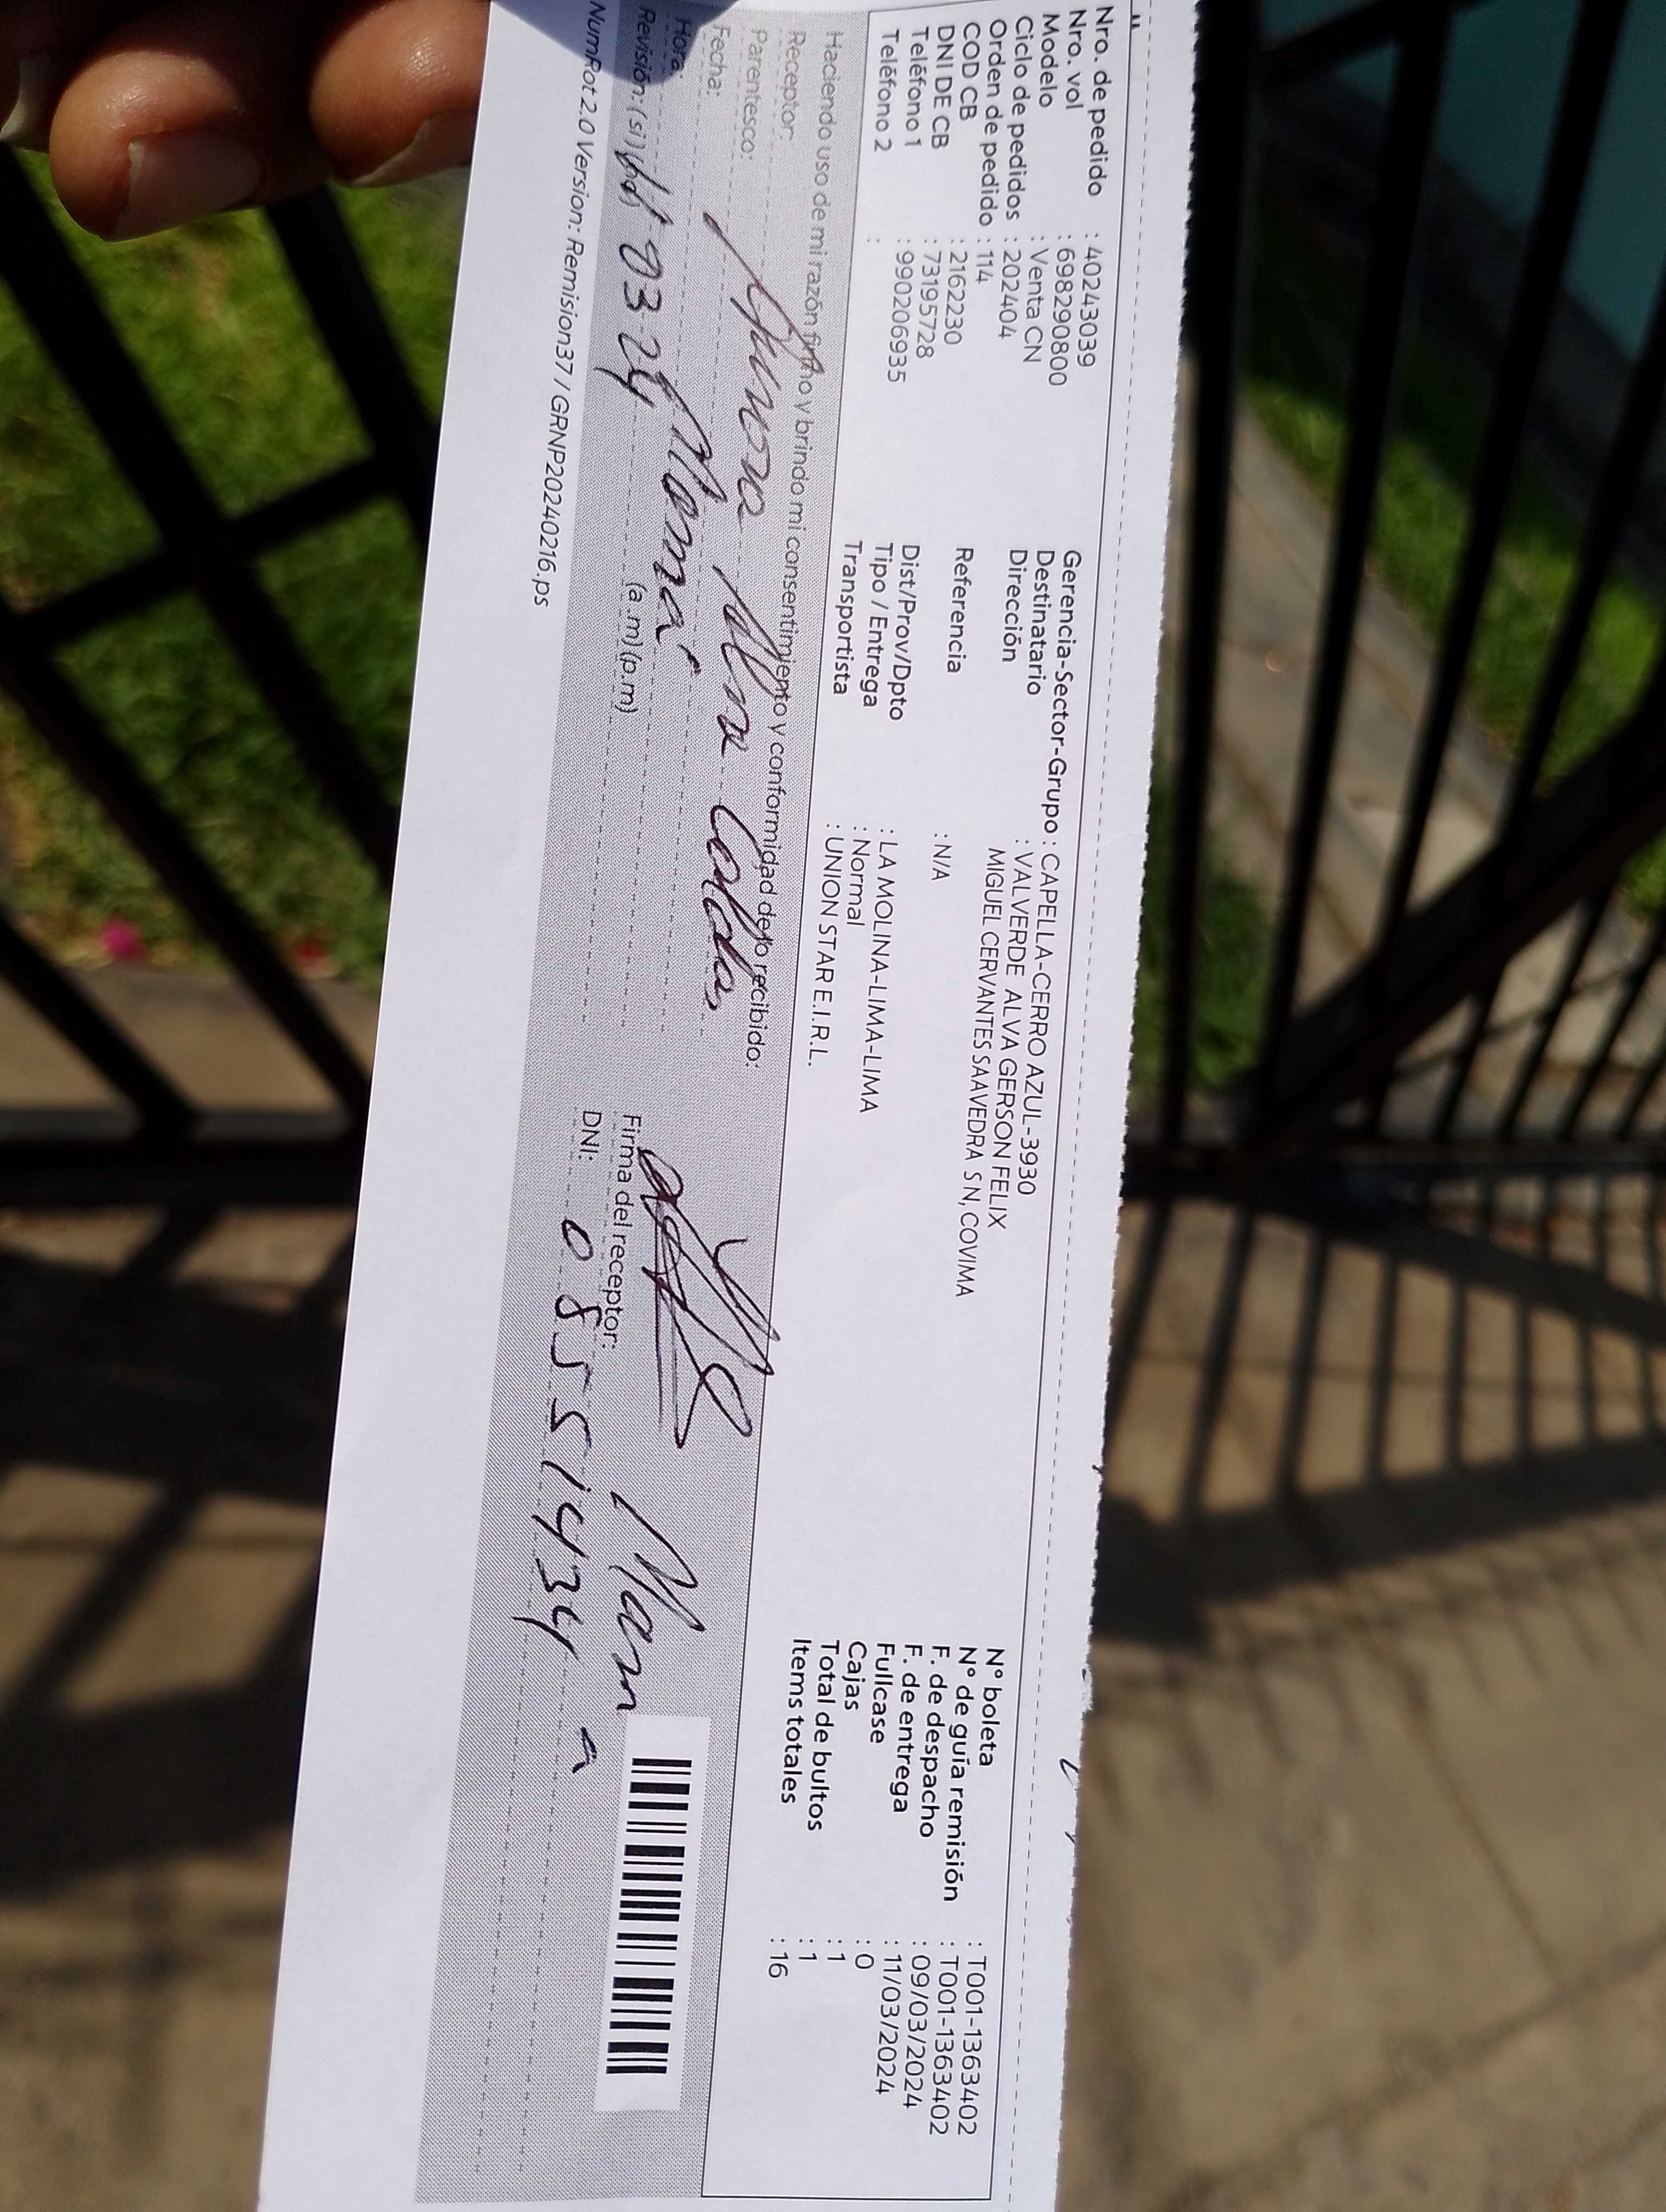 Nro. de pedido : 40243039
Nro. vol : 698290800
Modelo : Venta CN
Ciclo de pedidos : 202404
Orden de pedido : 114
COD CB : 2162230
DNI DE CB : 73195728
Teléfono 1 : 990206935
Teléfono 2 :
Gerencia-Sector-Grupo : CAPELLA-CERRO AZUL-3930
Destinatario : VALVERDE ALVA GERSON FELIX
Dirección MIGUEL CERVANTES SAAVEDRA SN, COVIMA
Referencia : N/A
Dist/Prov/Dpto : LA MOLINA-LIMA-LIMA
Tipo / Entrega : Normal
Transportista : UNION STAR E.I.R.L.
N° boleta : T001-1363402
N° de guía remisión : T001-1363402
F. de despacho : 09/03/2024
F. de entrega : 11/03/2024
Fullcase : 0
Cajas : 1
Total de bultos : 1
Items totales : 16
Haciendo uso de mi razón firmo y brindo mi consentimiento y conformidad de lo recibido:
Receptor:
Parentesco: Mamá
Fecha: 03 24
Hora: (a.m) (p.m)
Revisión: (si) (no)
Firma del receptor: Mama
DNI: 08551434
NumRot 2.0 Version: Remision37 / GRNP20240216.ps